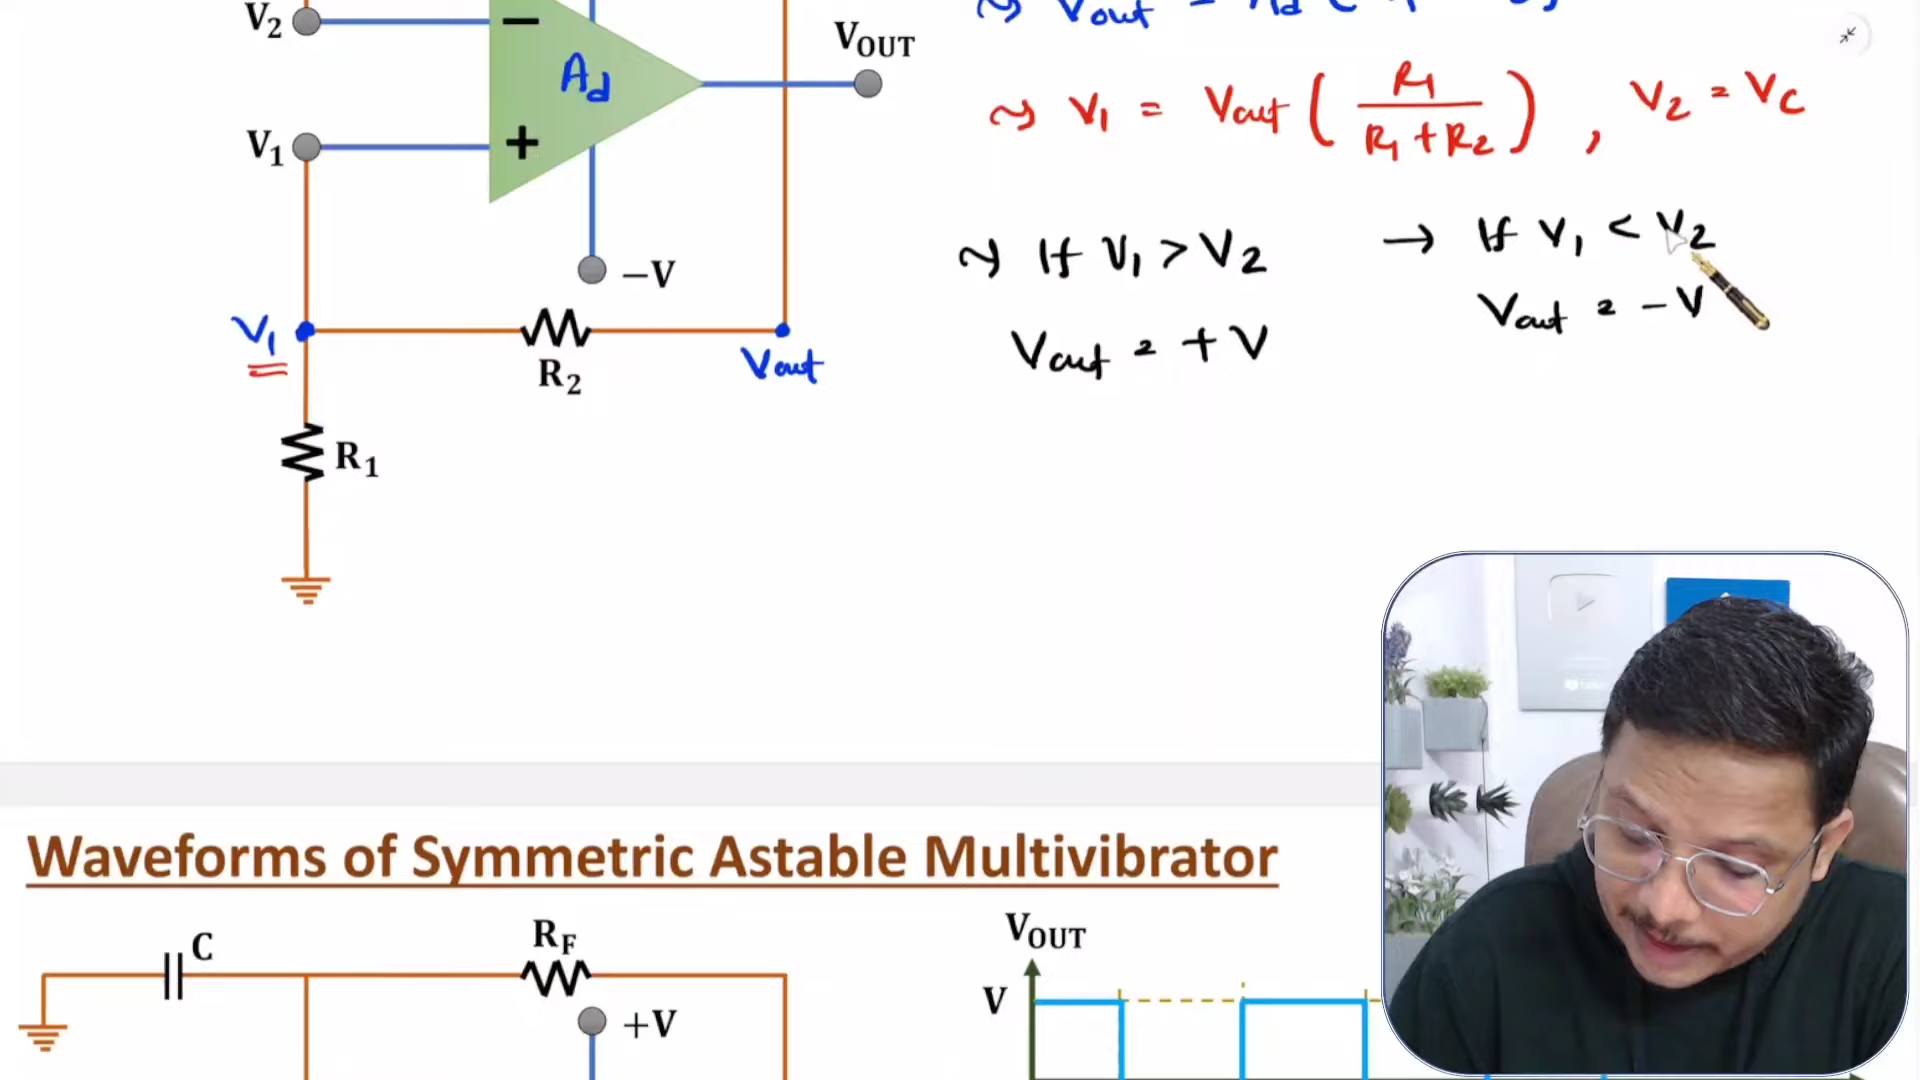 V2
−
Ad
VOUT
V1
+
−V
V1
R2
Vout
R1
Vout = Ad
V1 = Vout ( R1 / R1 + R2 ) , V2 = VC
If V1 > V2
Vout = + V
→ If V1 < V2
Vout = − V
Waveforms of Symmetric Astable Multivibrator
C
RF
+V
VOUT
V